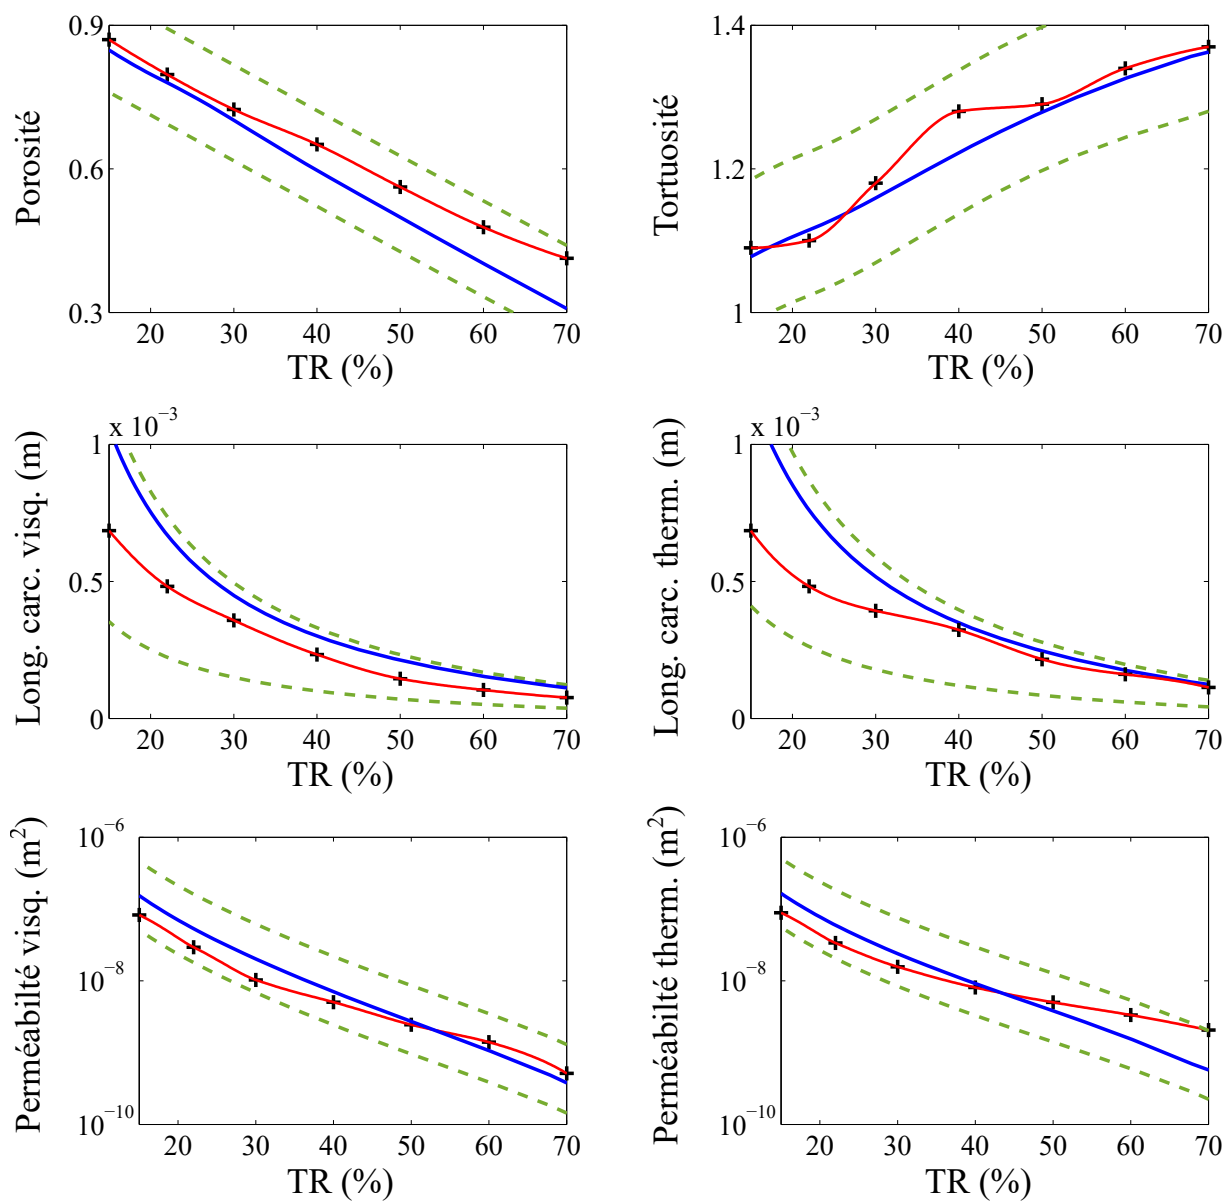 0.9
0.6
0.3
Porosité
20 30 40 50 60 70
TR (%)
1.4
1.2
1
Tortuosité
20 30 40 50 60 70
TR (%)
x 10−3
1
0.5
0
Long. carc. visq. (m)
20 30 40 50 60 70
TR (%)
x 10−3
1
0.5
0
Long. carc. therm. (m)
20 30 40 50 60 70
TR (%)
10−6
10−8
10−10
Perméabilté visq. (m2)
20 30 40 50 60 70
TR (%)
10−6
10−8
10−10
Perméabilté therm. (m2)
20 30 40 50 60 70
TR (%)